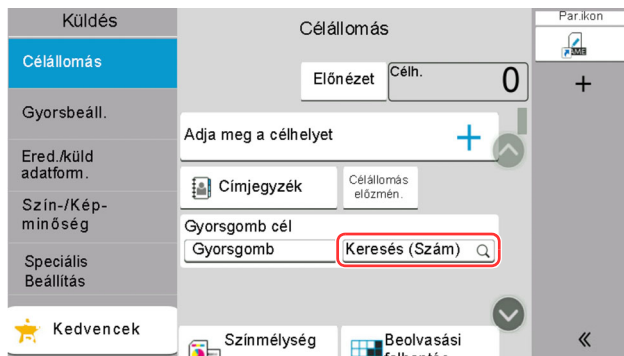 Küldés
Célállomás
Gyorsbeáll.
Ered./küld
adatform.
Szín-/Kép-
minőség
Speciális
Beállítás
Kedvencek
Célállomás
Előnézet
Célh.
0
Adja meg a célhelyet
Címjegyzék
Célállomás
előzmén.
Gyorsgomb cél
Gyorsgomb
Keresés (Szám)
Színmélység
Beolvasási
Par.ikon